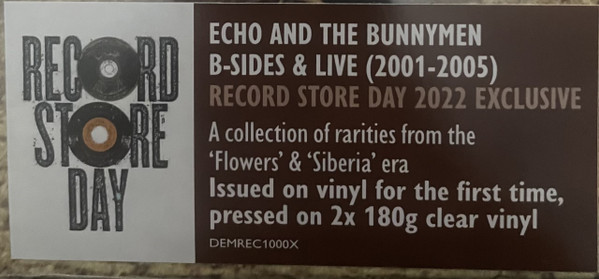 RECORD
STORE
DAY
ECHO AND THE BUNNYMEN
B-SIDES & LIVE (2001-2005)
RECORD STORE DAY 2022 EXCLUSIVE
A collection of rarities from the
‘Flowers’ & ‘Siberia’ era
Issued on vinyl for the first time,
pressed on 2x 180g clear vinyl
DEMREC1000X